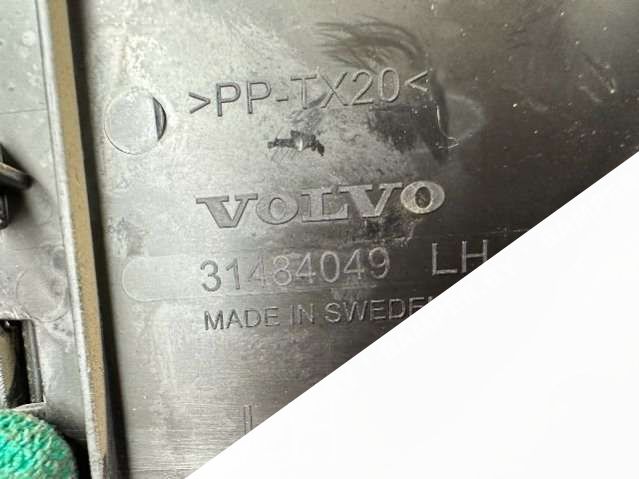 >PP-TX20<
VOLVO
31484049 LH
MADE IN SWEDEN